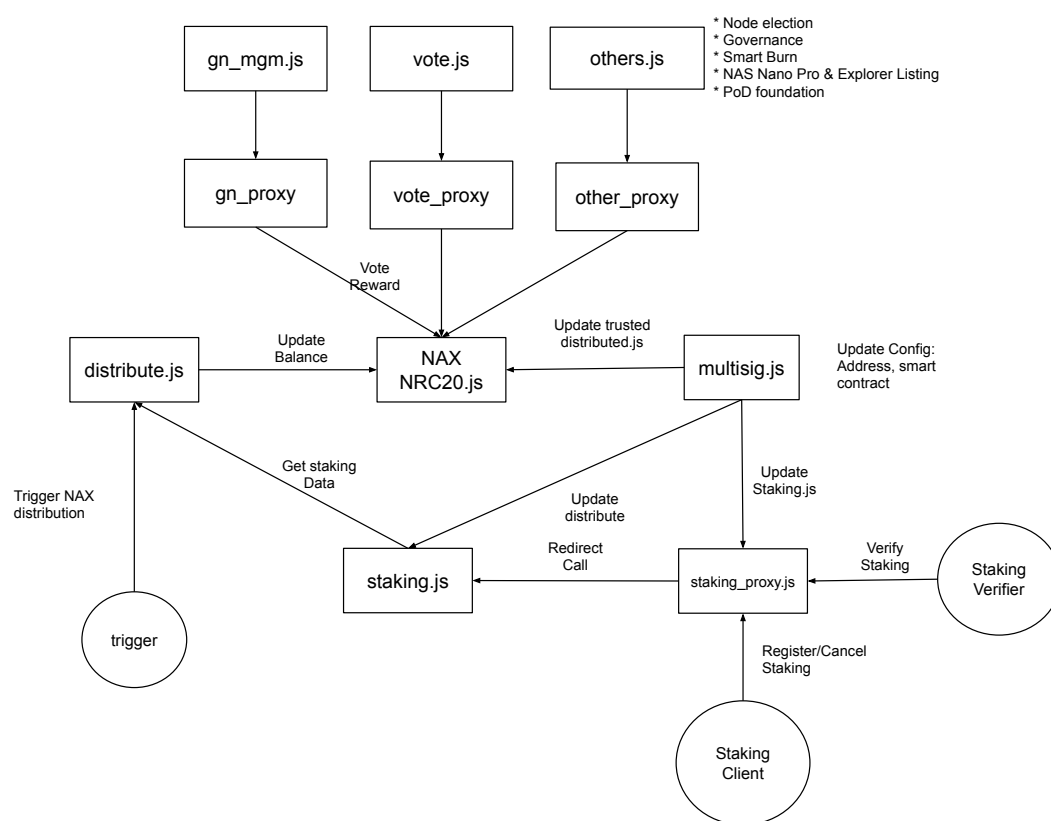 * Node election
* Governance
* Smart Burn
* NAS Nano Pro & Explorer Listing
* PoD foundation
gn_mgm.js
vote.js
others.js
gn_proxy
vote_proxy
other_proxy
Vote
Reward
Update
Balance
Update trusted
distributed.js
distribute.js
NAX
NRC20.js
multisig.js
Update Config:
Address, smart
contract
Get staking
Data
Trigger NAX
distribution
Update
distribute
Update
Staking.js
Redirect
Call
Verify
Staking
staking.js
staking_proxy.js
Staking
Verifier
trigger
Register/Cancel
Staking
Staking
Client